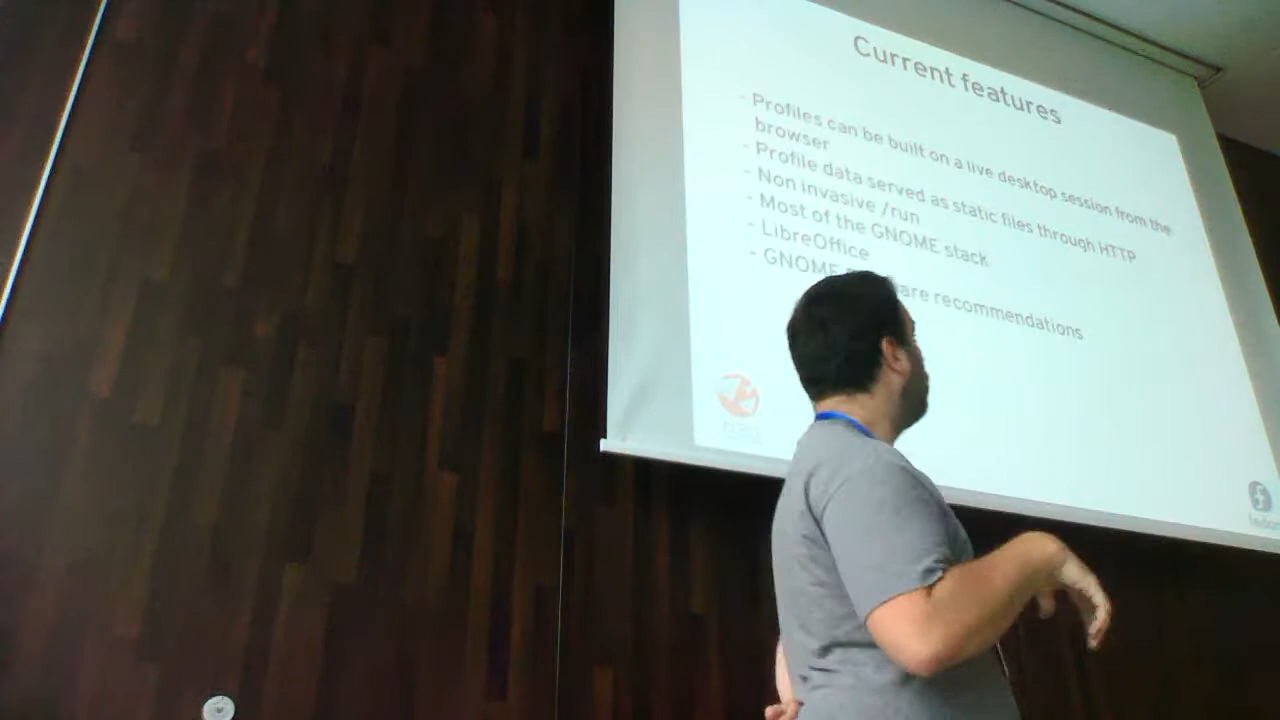 Current features
- Profiles can be built on a live desktop session from the
browser
- Profile data served as static files through HTTP
- Non invasive /run
- Most of the GNOME stack
- LibreOffice
- GNOME recommendations